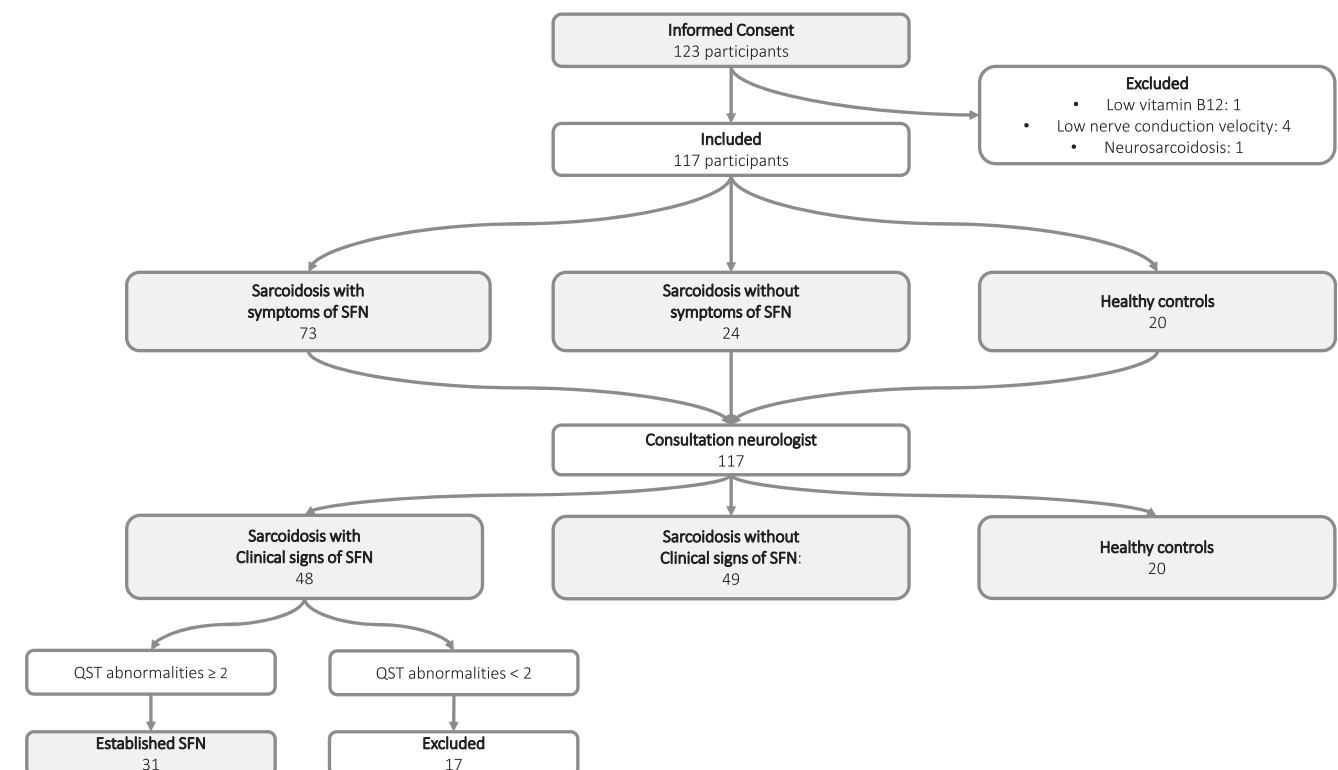 Informed Consent
123 participants
Excluded
• Low vitamin B12: 1
• Low nerve conduction velocity: 4
• Neurosarcoidosis: 1
Included
117 participants
Sarcoidosis with
symptoms of SFN
73
Sarcoidosis without
symptoms of SFN
24
Healthy controls
20
Consultation neurologist
117
Sarcoidosis with
Clinical signs of SFN
48
Sarcoidosis without
Clinical signs of SFN:
49
Healthy controls
20
QST abnormalities ≥ 2
QST abnormalities < 2
Established SFN
31
Excluded
17